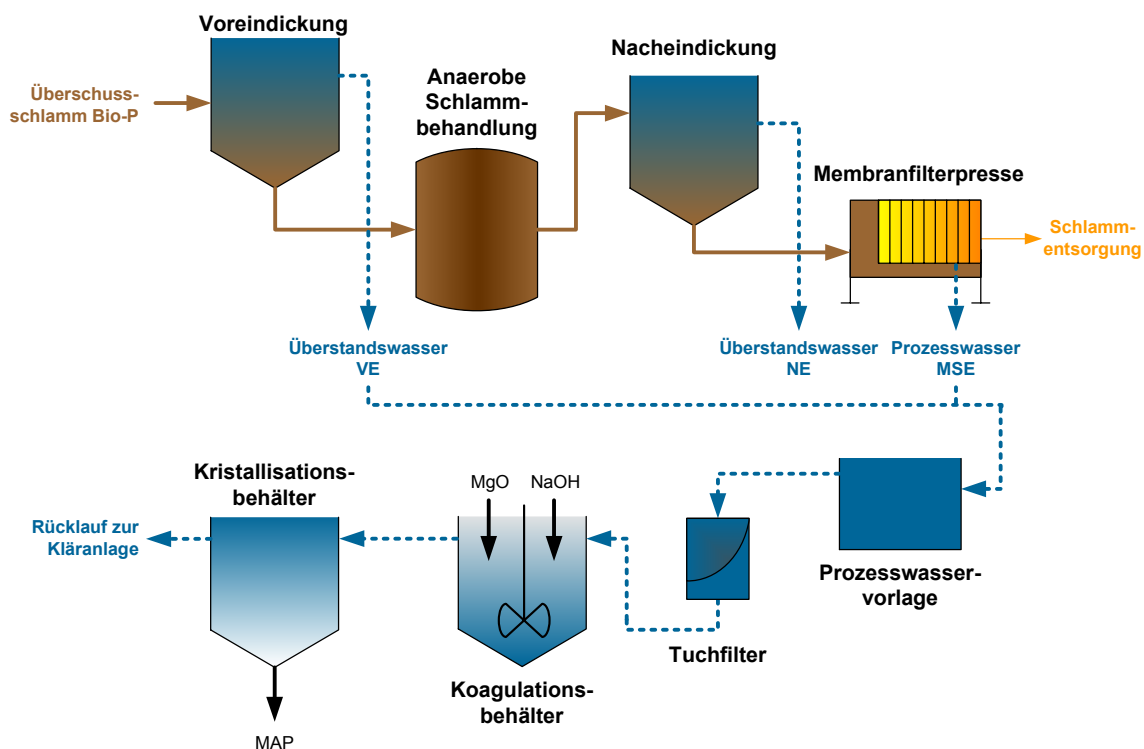 Voreindickung
Nacheindickung
Anaerobe
Schlamm-
behandlung
Überschuss-
schlamm Bio-P
Membranfilterpresse
Schlamm-
entsorgung
Überstandswasser
VE
Überstandswasser
NE
Prozesswasser
MSE
Kristallisations-
behälter
MgO
NaOH
Rücklauf zur
Kläranlage
Prozesswasser-
vorlage
Tuchfilter
Koagulations-
behälter
MAP